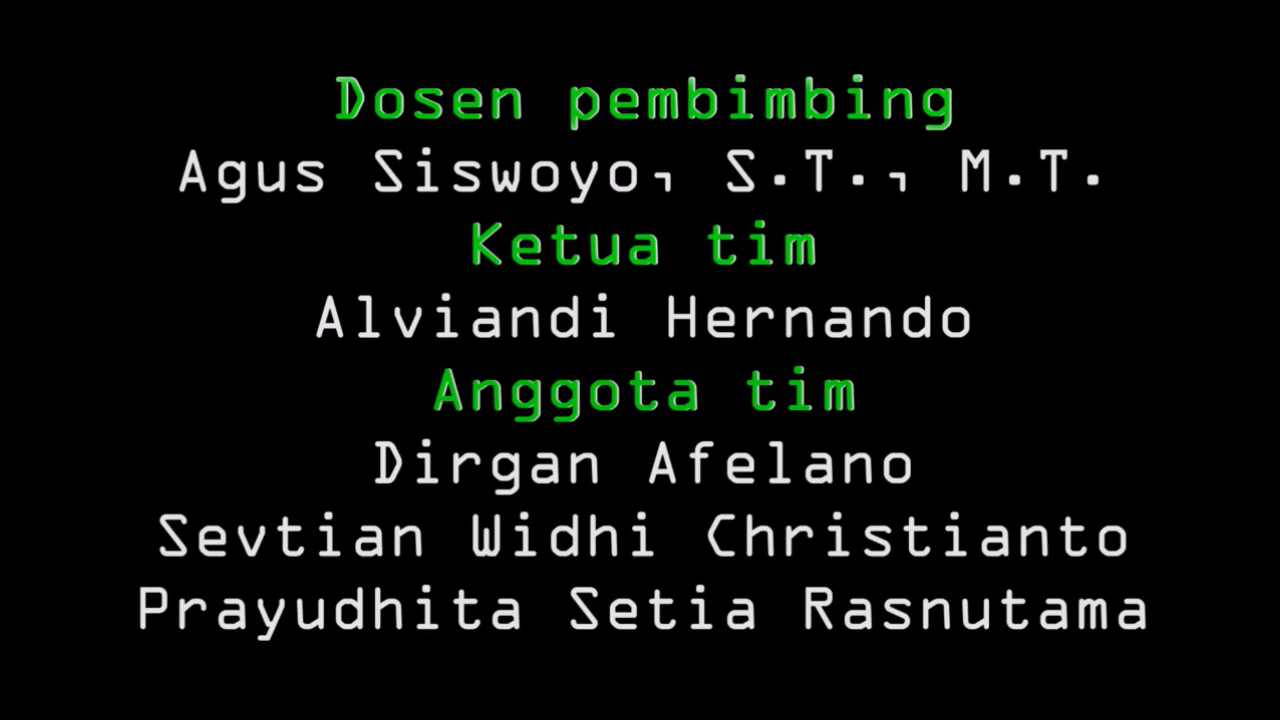 Dosen pembimbing
Agus Siswoyo, S.T., M.T.
Ketua tim
Alviandi Hernando
Anggota tim
Dirgan Afelano
Sevtian Widhi Christianto
Prayudhita Setia Rasnutama